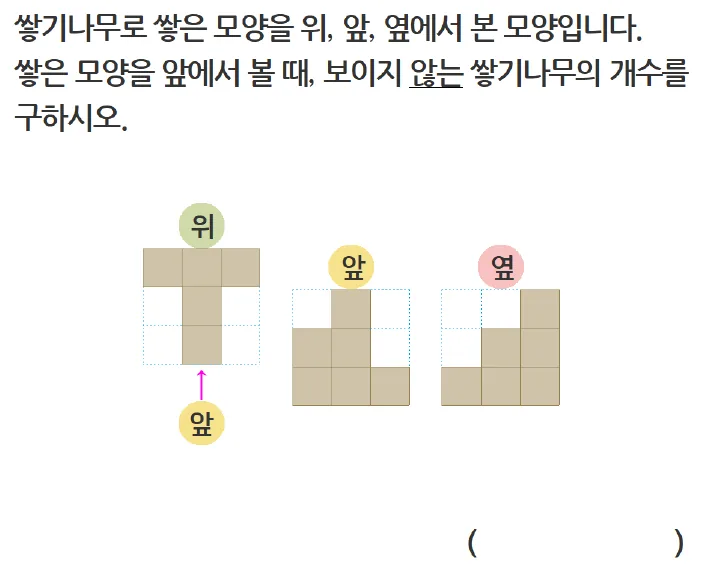 쌓기나무로 쌓은 모양을 위, 앞, 옆에서 본 모양입니다.
쌓은 모양을 앞에서 볼 때, 보이지 않는 쌓기나무의 개수를
구하시오.
위
앞
옆
앞
( )